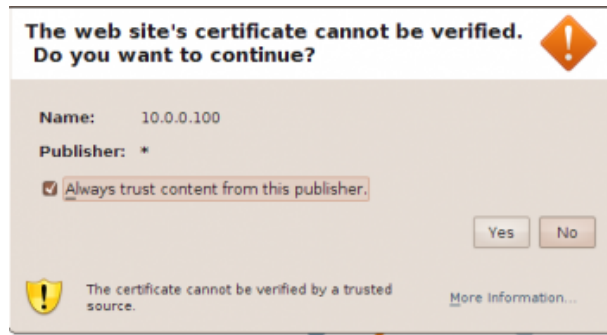 The web site's certificate cannot be verified.
Do you want to continue?
Name: 10.0.0.100
Publisher: *
Always trust content from this publisher.
Yes No
The certificate cannot be verified by a trusted
source.
More Information...